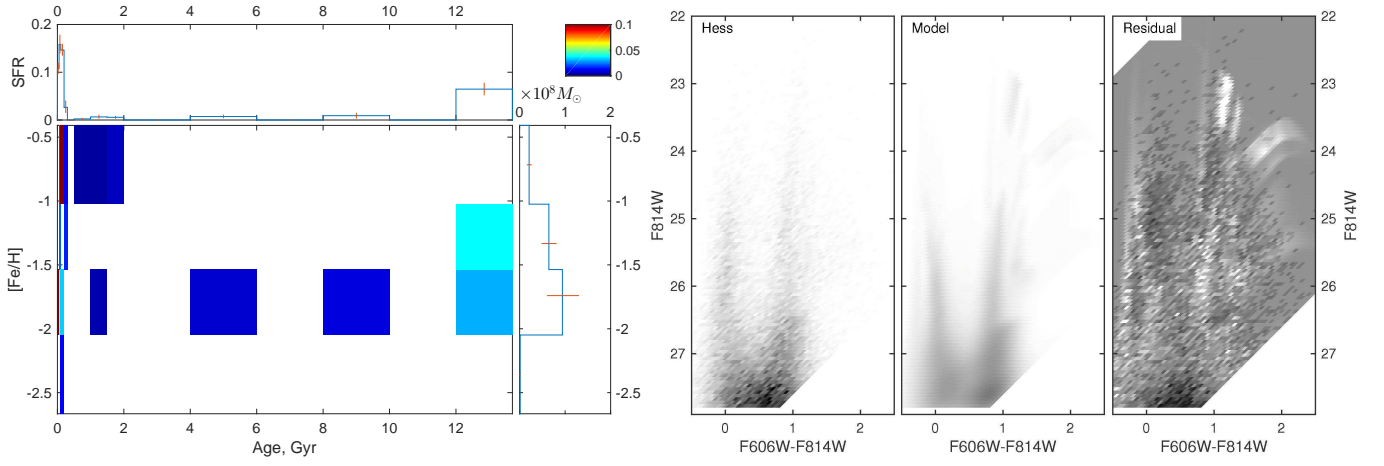 0 2 4 6 8 10 12
0.2
0.1
0
SFR
0.1
0.05
0
×10⁸M⊙
0 1 2
-0.5
-1
-1.5
-2
-2.5
[Fe/H]
-0.5
-1
-1.5
-2
-2.5
0 2 4 6 8 10 12
Age, Gyr
22
23
24
25
26
27
F814W
Hess
Model
Residual
22
23
24
25
26
27
F814W
0 1 2
0 1 2
0 1 2
F606W-F814W
F606W-F814W
F606W-F814W